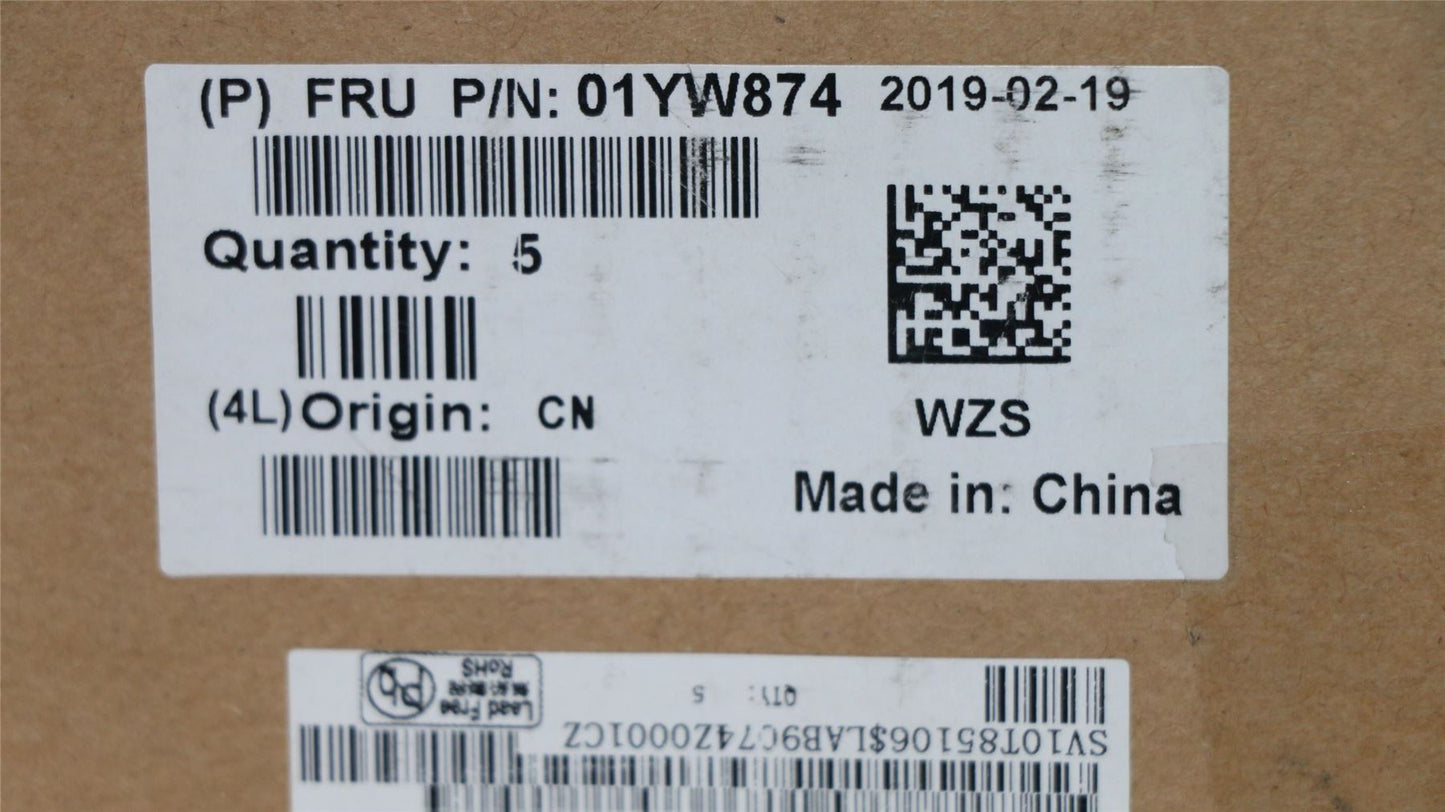 (P) FRU P/N: 01YW874 2019-02-19
Quantity: 5
(4L) Origin: CN
WZS
Made in: China
SV10T85106$LAB9C74Z0001CZ
QTY: 5
Lead Free
RoHS
Pb